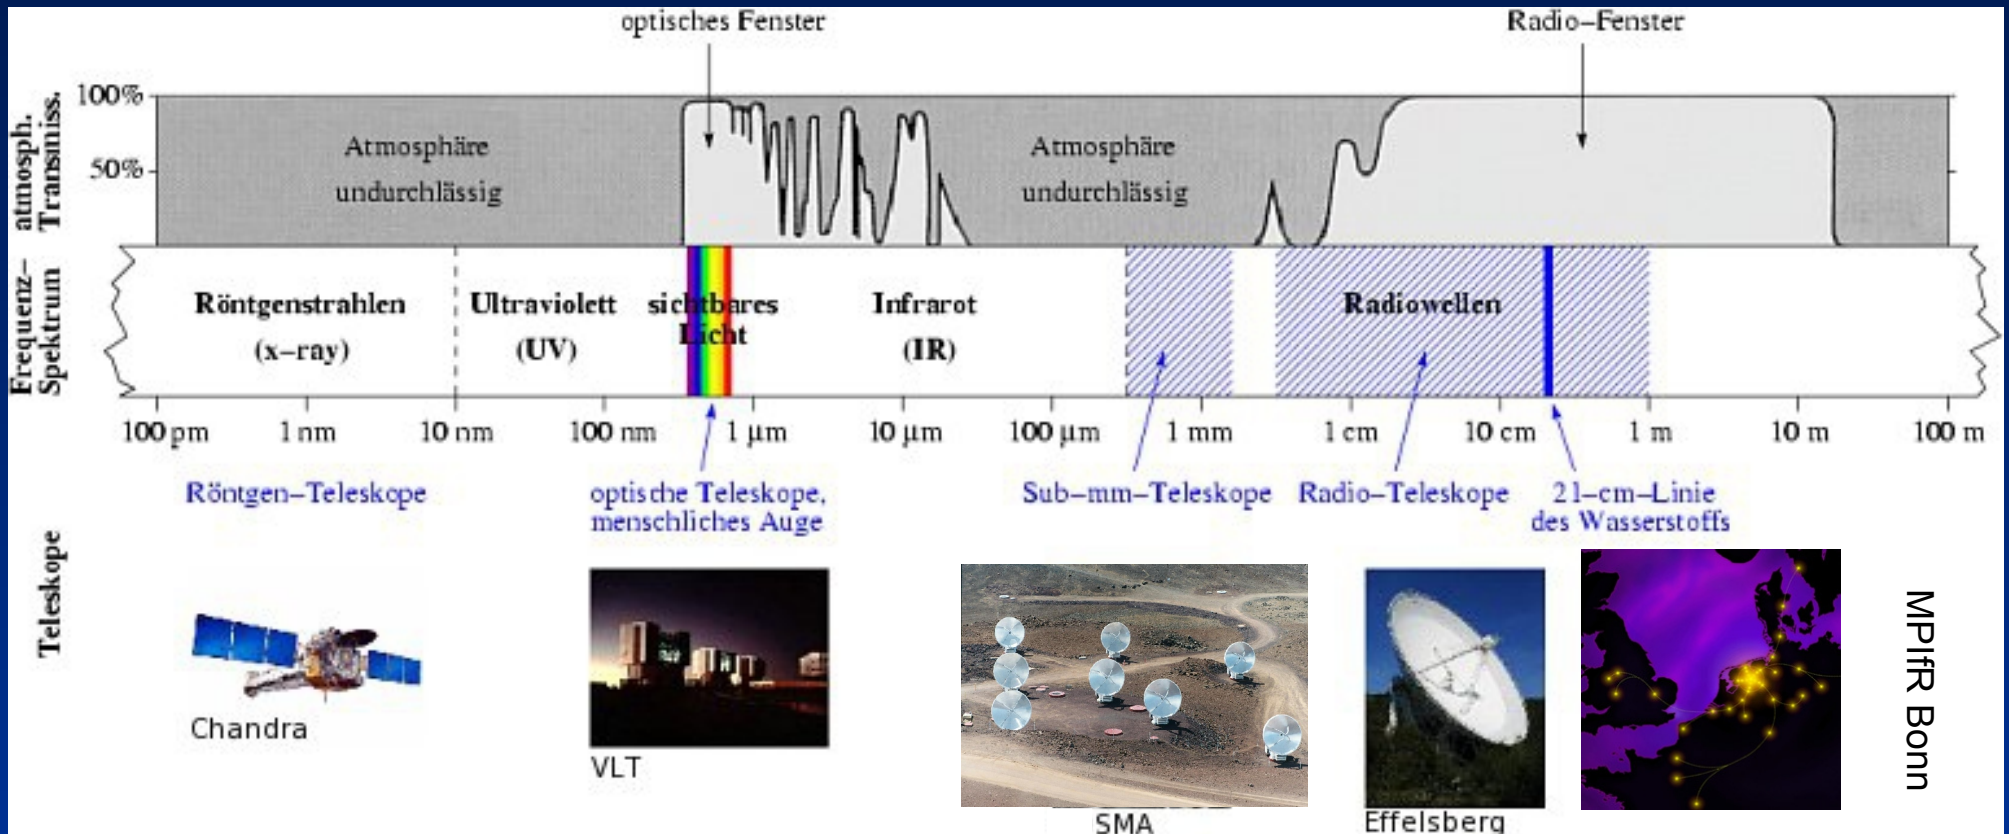 optisches Fenster
Radio–Fenster
atmosph.
Transmiss.
100%
50%
Atmosphäre
undurchlässig
Atmosphäre
undurchlässig
Frequenz–
Spektrum
Röntgenstrahlen
(x–ray)
Ultraviolett
(UV)
sichtbares
Licht
Infrarot
(IR)
Radiowellen
100 pm 1 nm 10 nm 100 nm 1 μm 10 μm 100 μm 1 mm 1 cm 10 cm 1 m 10 m 100 m
Teleskope
Röntgen–Teleskope
optische Teleskope,
menschliches Auge
Sub–mm–Teleskope
Radio–Teleskope
21–cm–Linie
des Wasserstoffs
Chandra
VLT
SMA
Effelsberg
MPIfR Bonn